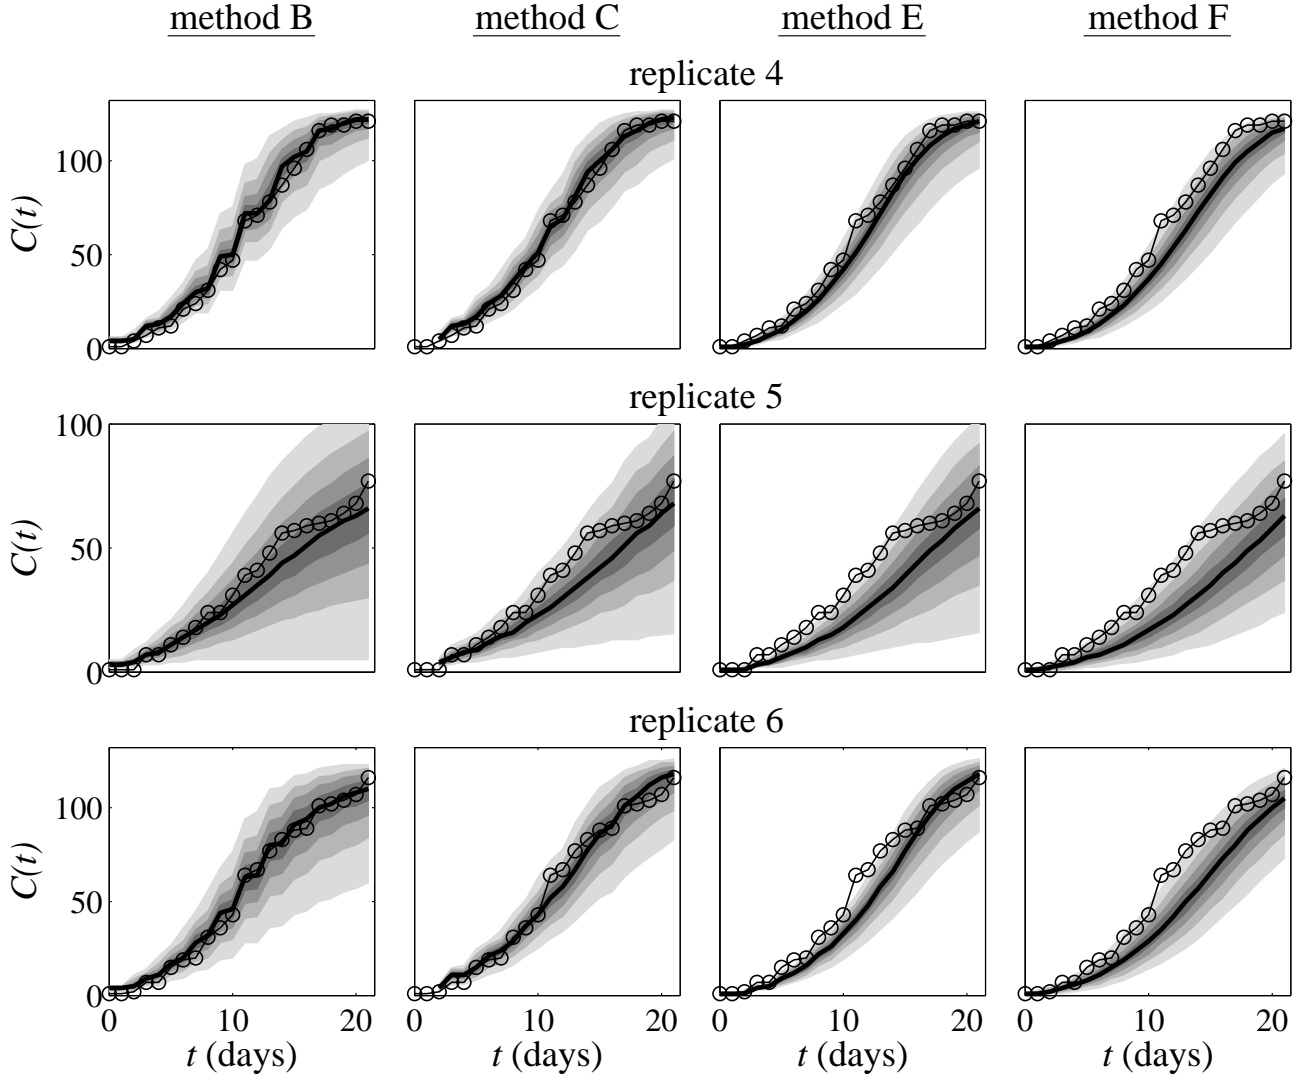 method B method C method E method F
replicate 4
C(t)
100
50
0
replicate 5
C(t)
100
50
0
replicate 6
C(t)
100
50
0
0 10 20 0 10 20 0 10 20 0 10 20
t (days) t (days) t (days) t (days)